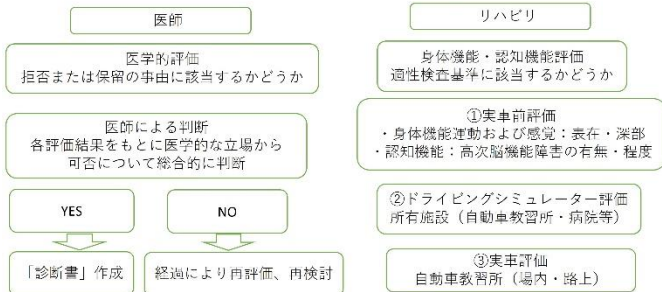 医師
医学的評価
拒否または保留の事由に該当するかどうか
医師による判断
各評価結果をもとに医学的な立場から
可否について総合的に判断
YES
NO
「診断書」作成
経過により再評価、再検討
リハビリ
身体機能・認知機能評価
適性検査基準に該当するかどうか
①実車前評価
・身体機能運動および感覚：表在・深部
・認知機能：高次脳機能障害の有無・程度
②ドライビングシミュレーター評価
所有施設（自動車教習所・病院等）
③実車評価
自動車教習所（場内・路上）